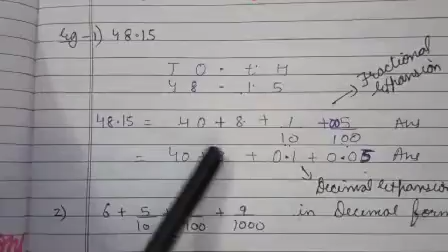 Eg-1) 48.15
T O . t H
4 8 - 1 5
48.15 = 40 + 8 + 1/10 + 5/100 Ans
Fractional expansion
= 40 + + 0.1 + 0.05 Ans
Decimal expansion
2) 6 + 5/10 + /100 + 9/1000 in Decimal form